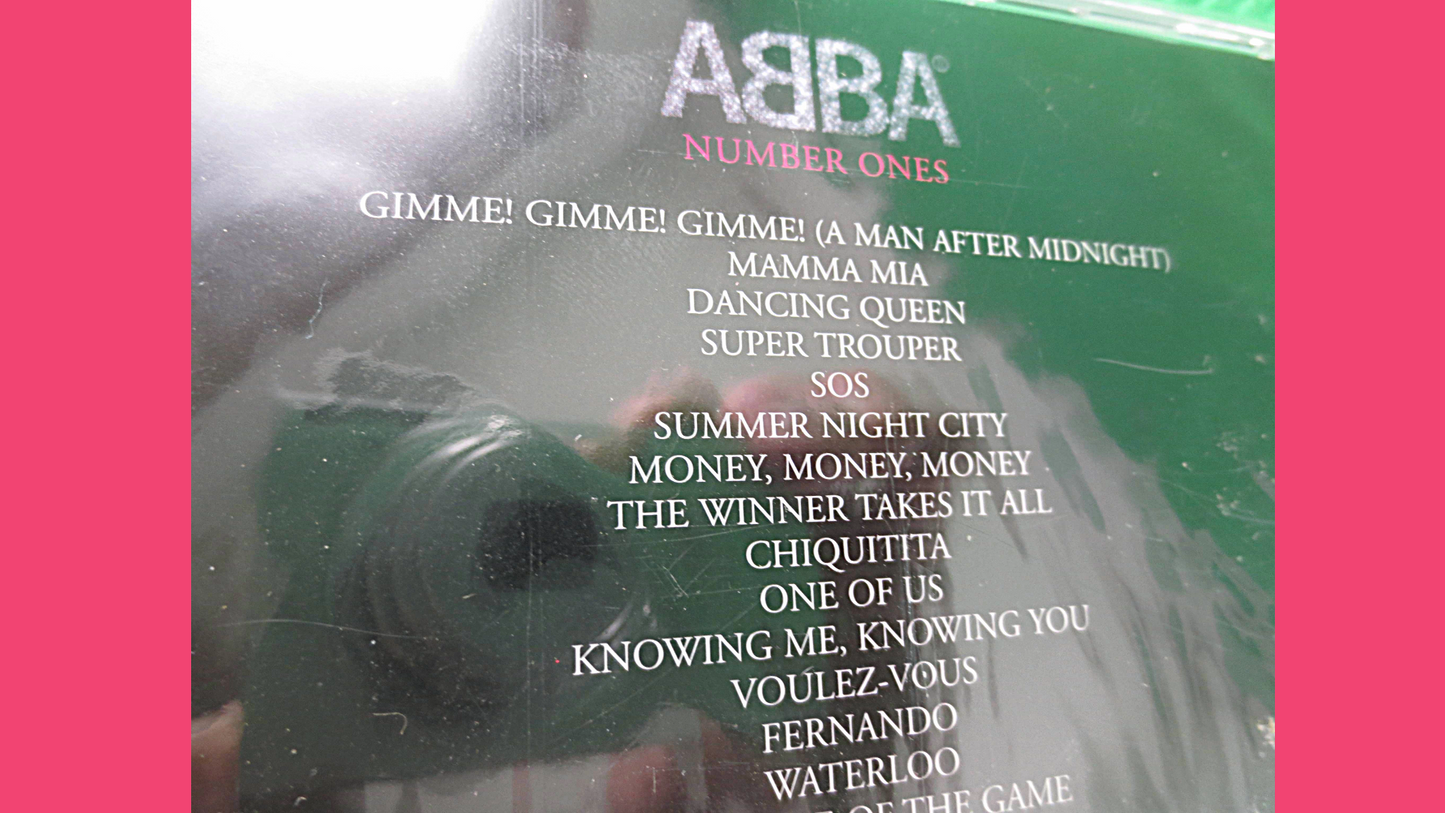 ABBA®
NUMBER ONES
GIMME! GIMME! GIMME! (A MAN AFTER MIDNIGHT)
MAMMA MIA
DANCING QUEEN
SUPER TROUPER
SOS
SUMMER NIGHT CITY
MONEY, MONEY, MONEY
THE WINNER TAKES IT ALL
CHIQUITITA
ONE OF US
KNOWING ME, KNOWING YOU
VOULEZ-VOUS
FERNANDO
WATERLOO
OF THE GAME